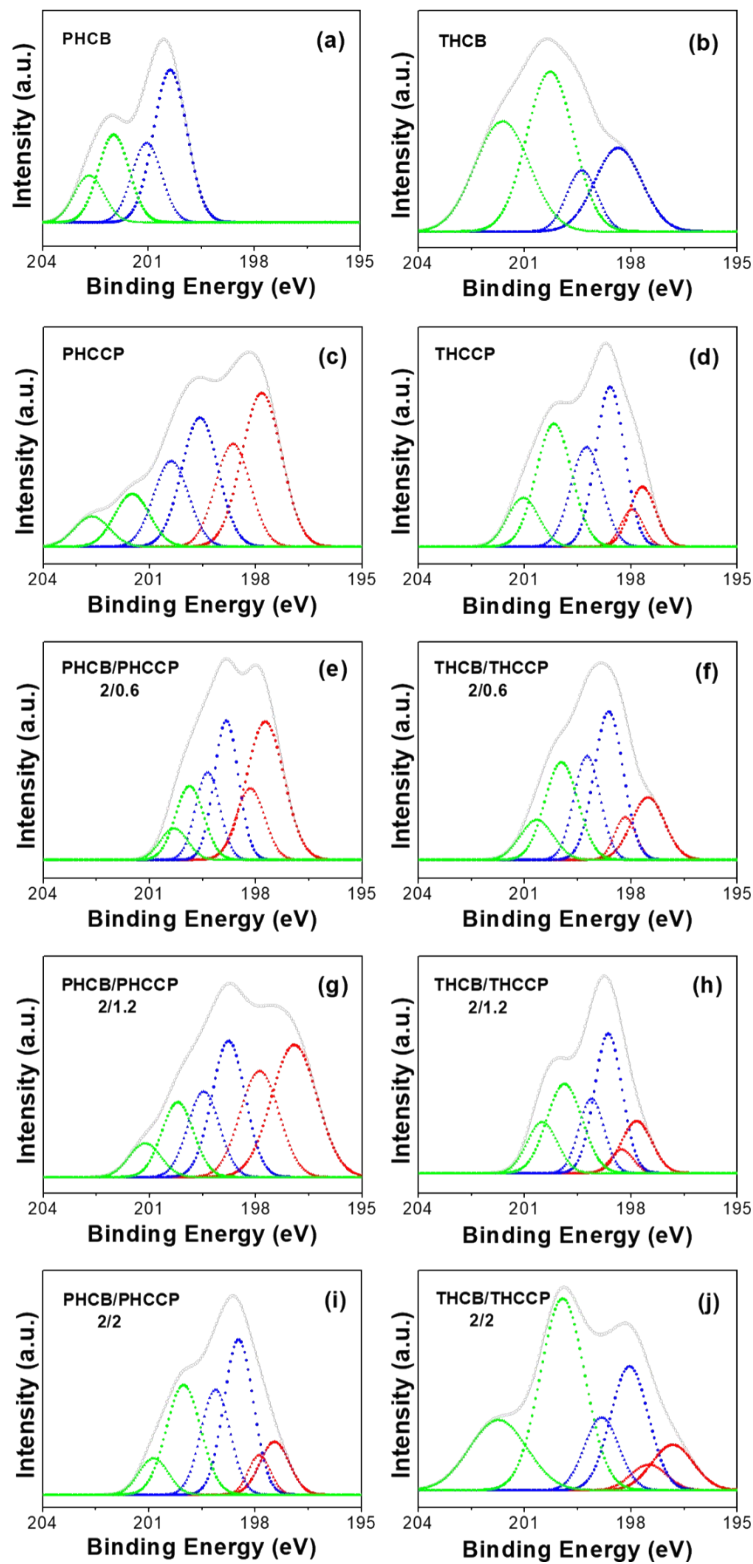 PHCB
(a)
Intensity (a.u.)
204 201 198 195
Binding Energy (eV)
THCB
(b)
Intensity (a.u.)
204 201 198 195
Binding Energy (eV)
PHCCP
(c)
Intensity (a.u.)
204 201 198 195
Binding Energy (eV)
THCCP
(d)
Intensity (a.u.)
204 201 198 195
Binding Energy (eV)
PHCB/PHCCP
2/0.6
(e)
Intensity (a.u.)
204 201 198 195
Binding Energy (eV)
THCB/THCCP
2/0.6
(f)
Intensity (a.u.)
204 201 198 195
Binding Energy (eV)
PHCB/PHCCP
2/1.2
(g)
Intensity (a.u.)
204 201 198 195
Binding Energy (eV)
THCB/THCCP
2/1.2
(h)
Intensity (a.u.)
204 201 198 195
Binding Energy (eV)
PHCB/PHCCP
2/2
(i)
Intensity (a.u.)
204 201 198 195
Binding Energy (eV)
THCB/THCCP
2/2
(j)
Intensity (a.u.)
204 201 198 195
Binding Energy (eV)